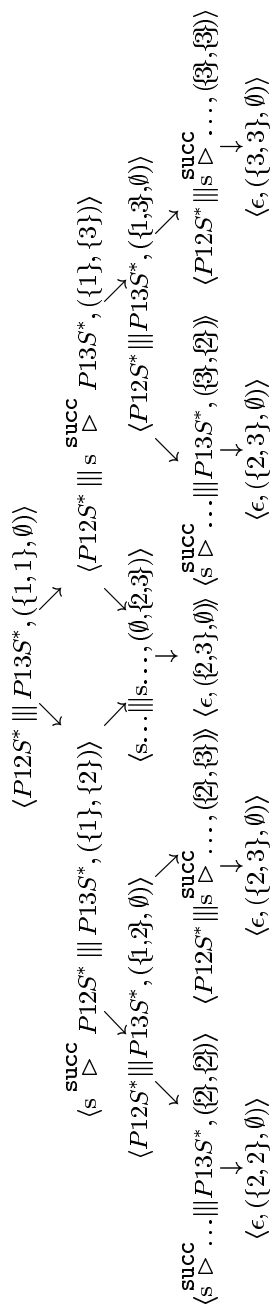 ⟨P12S* ||| P13S*, ({1, 1}, ∅)⟩
⟨s succ ▷ P12S* ||| P13S*, ({1}, {2})⟩ ⟨P12S* ||| s succ ▷ P13S*, ({1}, {3})⟩
⟨P12S* ||| P13S*, ({1,2}, ∅)⟩ ⟨s... ||| s..., (∅, {2,3})⟩ ⟨P12S* ||| P13S*, ({1,3}, ∅)⟩
⟨s succ ▷ ... ||| P13S*, ({2}, {2})⟩ ⟨P12S* ||| s succ ▷ ..., ({2}, {3})⟩ ⟨ϵ, ({2,3}, ∅)⟩ ⟨s succ ▷ ... ||| P13S*, ({3}, {2})⟩ ⟨P12S* ||| s succ ▷ ..., ({3}, {3})⟩
⟨ϵ, ({2, 2}, ∅)⟩ ⟨ϵ, ({2, 3}, ∅)⟩ ⟨ϵ, ({2, 3}, ∅)⟩ ⟨ϵ, ({3, 3}, ∅)⟩